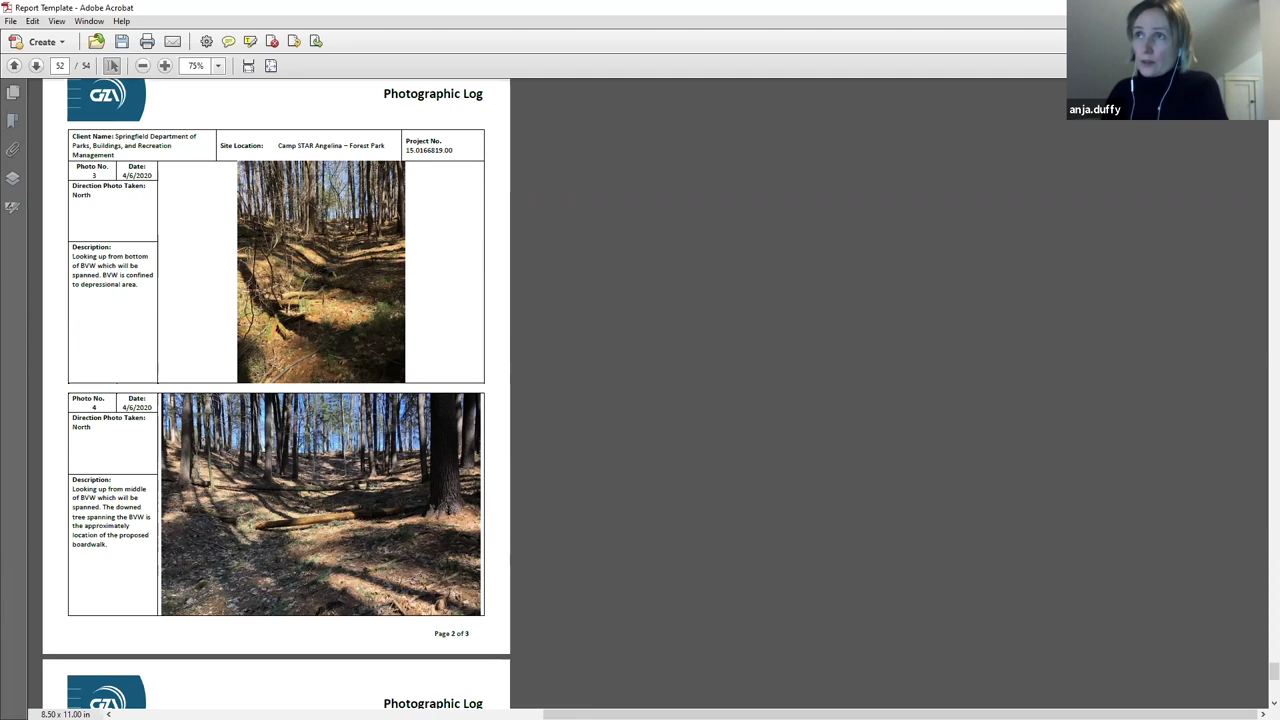 Report Template - Adobe Acrobat
File Edit View Window Help
Create
52 / 54 75%
anja.duffy
GZA Photographic Log
Client Name: Springfield Department of
Parks, Buildings, and Recreation
Management
Site Location: Camp STAR Angelina – Forest Park
Project No.
15.0166819.00
Photo No.
3
Date:
4/6/2020
Direction Photo Taken:
North
Description:
Looking up from bottom
of BVW which will be
spanned. BVW is confined
to depressional area.
Photo No.
4
Date:
4/6/2020
Direction Photo Taken:
North
Description:
Looking up from middle
of BVW which will be
spanned. The downed
tree spanning the BVW is
the approximately
location of the proposed
boardwalk.
Page 2 of 3
GZA Photographic Log
8.50 x 11.00 in